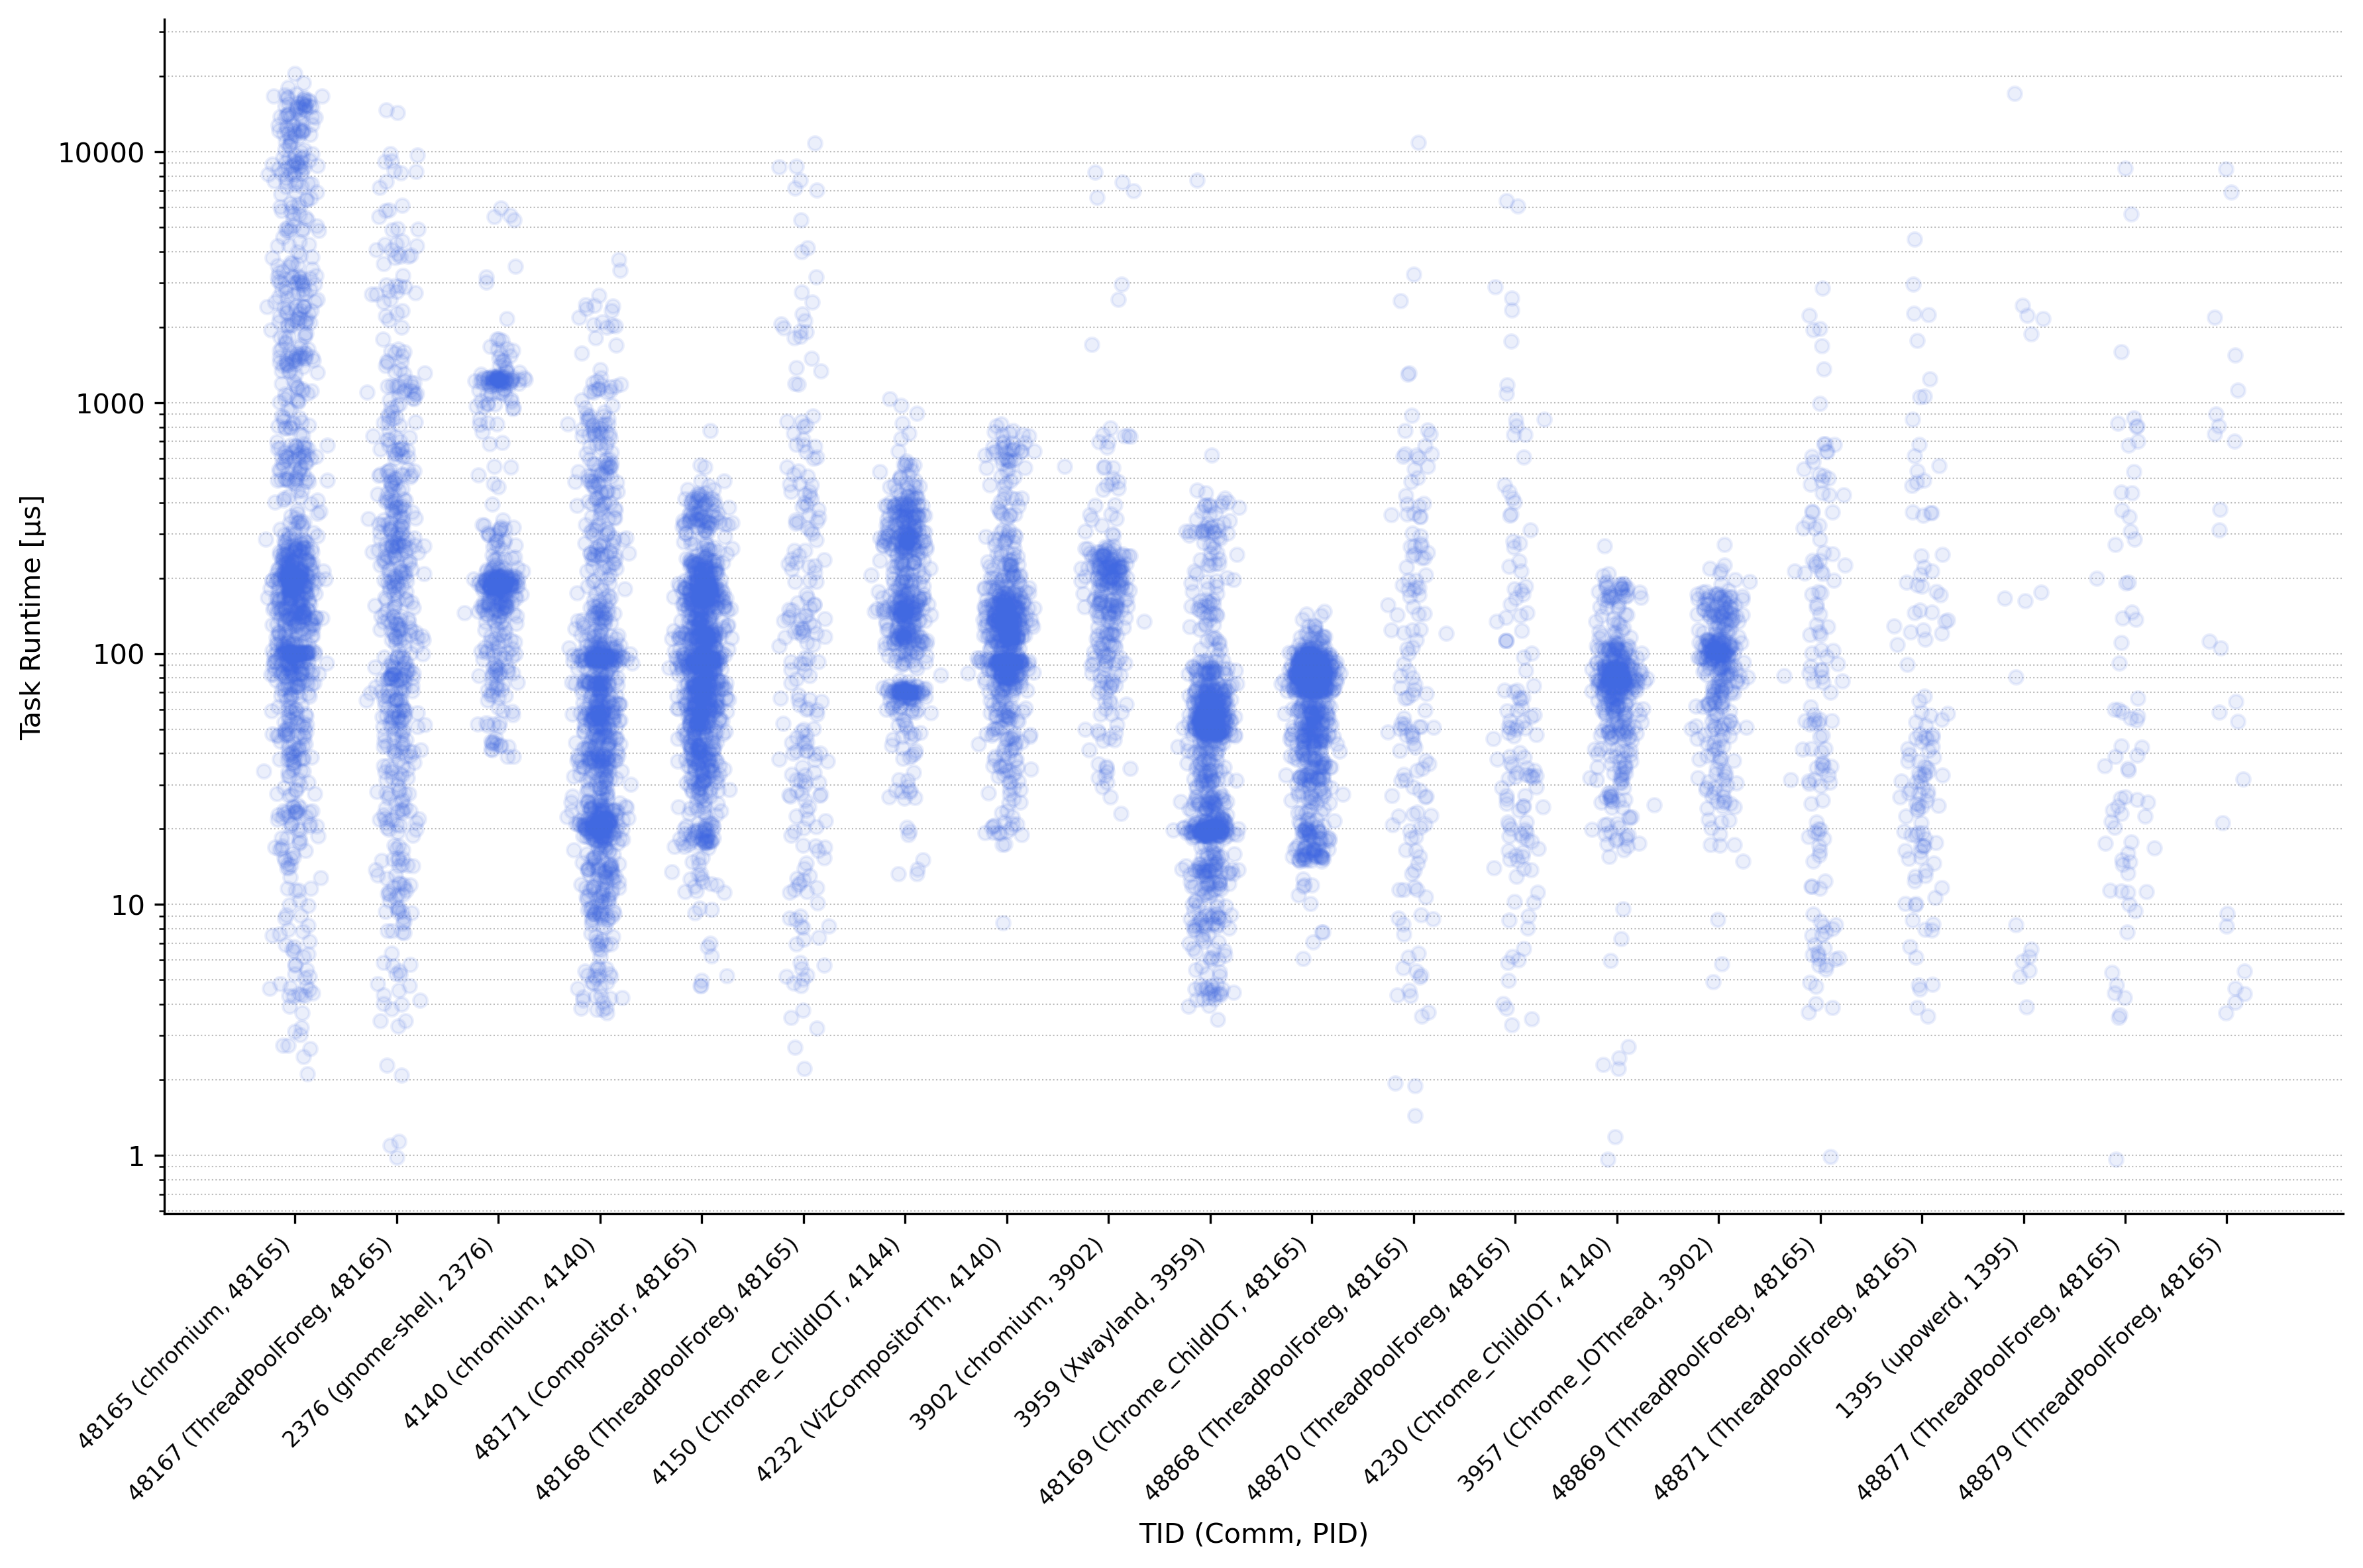 Task Runtime [µs]
10000
1000
100
10
1
48165 (chromium, 48165)
48167 (ThreadPoolForeg, 48165)
2376 (gnome-shell, 2376)
4140 (chromium, 4140)
48171 (Compositor, 48165)
48168 (ThreadPoolForeg, 48165)
4150 (Chrome_ChildIOT, 4144)
4232 (VizCompositorTh, 4140)
3902 (chromium, 3902)
3959 (Xwayland, 3959)
48169 (Chrome_ChildIOT, 48165)
48868 (ThreadPoolForeg, 48165)
48870 (ThreadPoolForeg, 48165)
4230 (Chrome_ChildIOT, 4140)
3957 (Chrome_IOThread, 3902)
48869 (ThreadPoolForeg, 48165)
48871 (ThreadPoolForeg, 48165)
1395 (upowerd, 1395)
48877 (ThreadPoolForeg, 48165)
48879 (ThreadPoolForeg, 48165)
TID (Comm, PID)